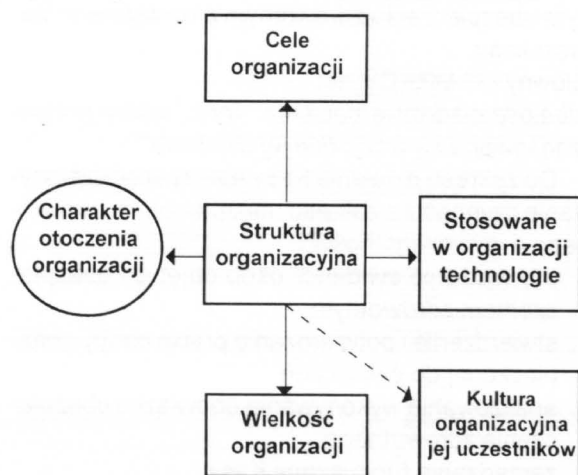 Cele
organizacji
Charakter
otoczenia
organizacji
Struktura
organizacyjna
Stosowane
w organizacji
technologie
Wielkość
organizacji
Kultura
organizacyjna
jej uczestników